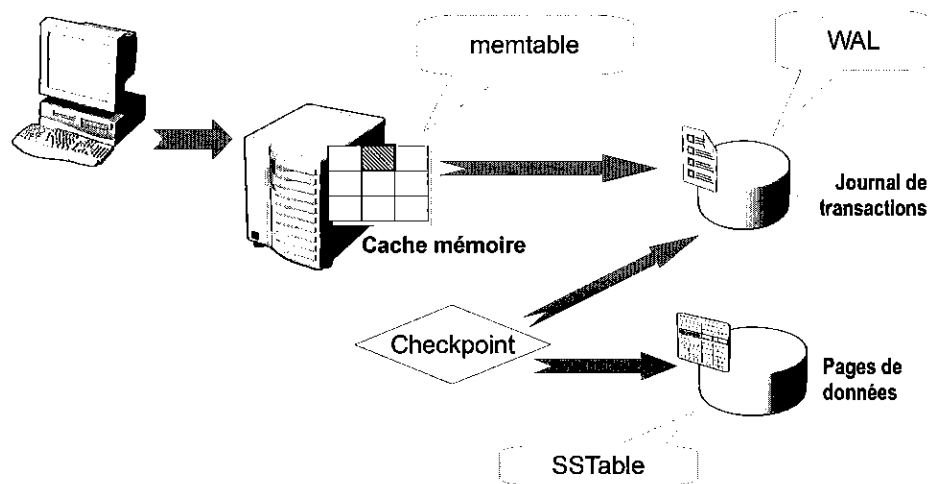 memtable
WAL
Journal de
transactions
Cache mémoire
Checkpoint
Pages de
données
SSTable